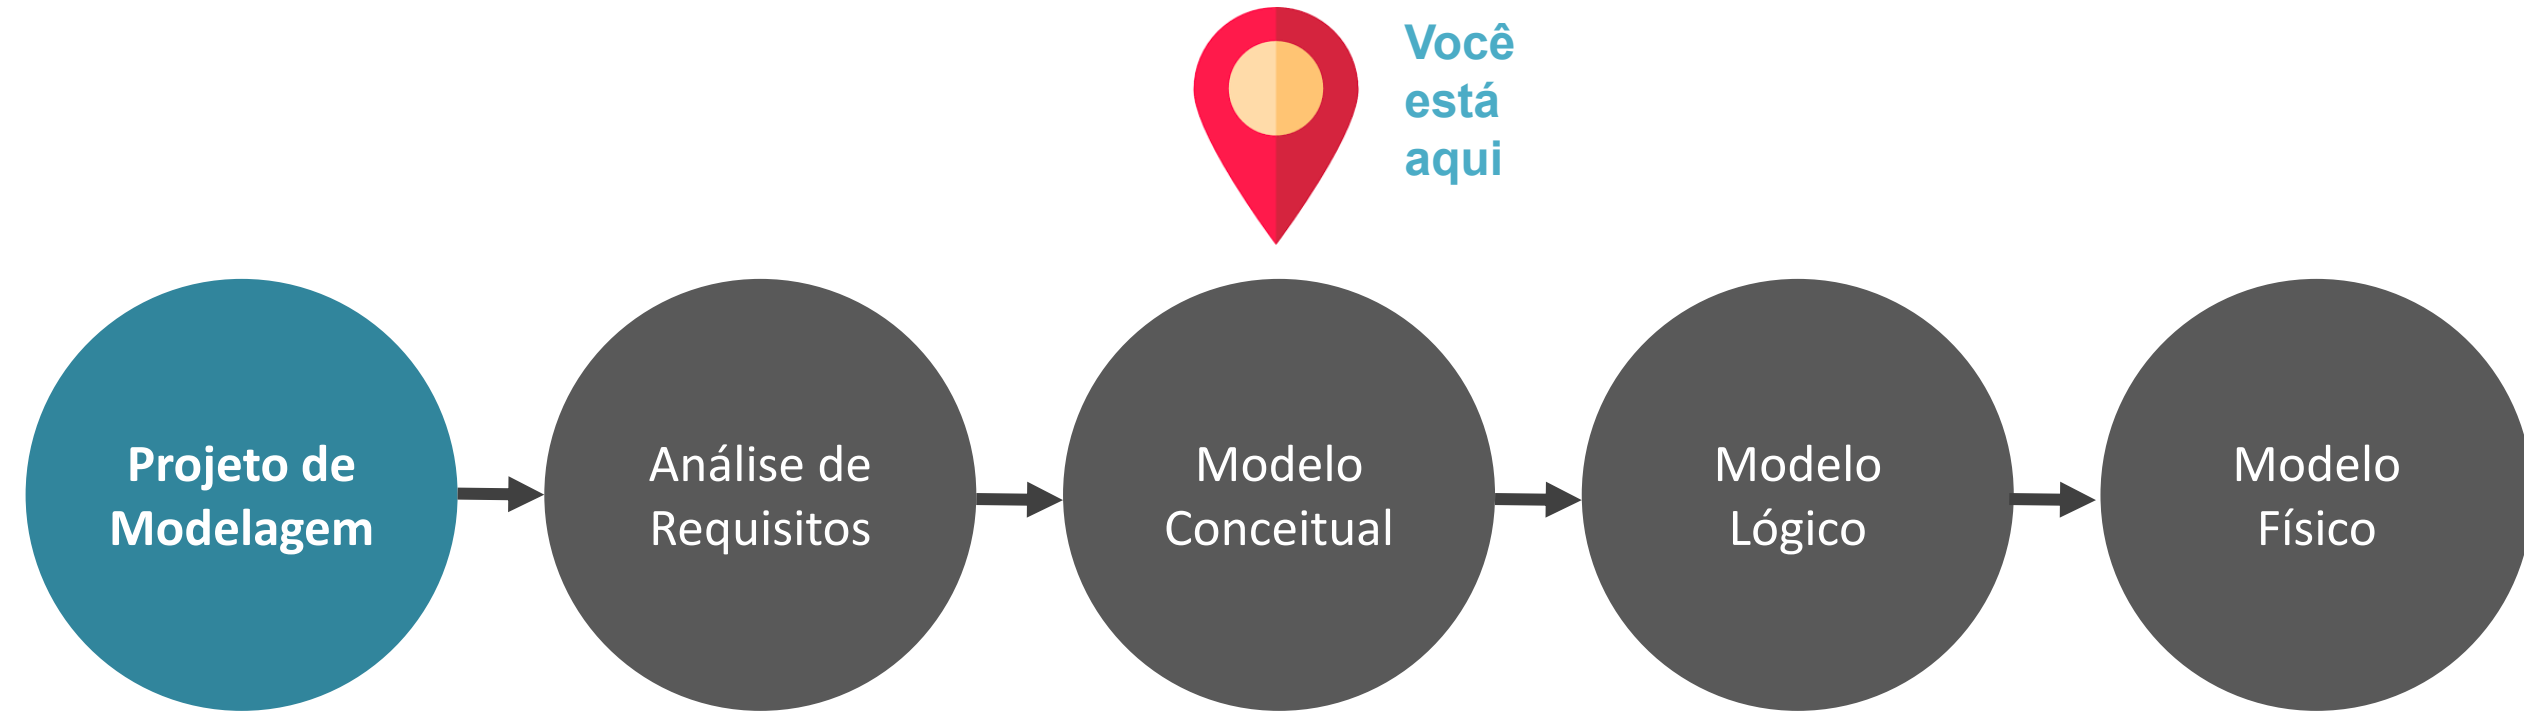 Você
está
aqui
Projeto de
Modelagem
Análise de
Requisitos
Modelo
Conceitual
Modelo
Lógico
Modelo
Físico